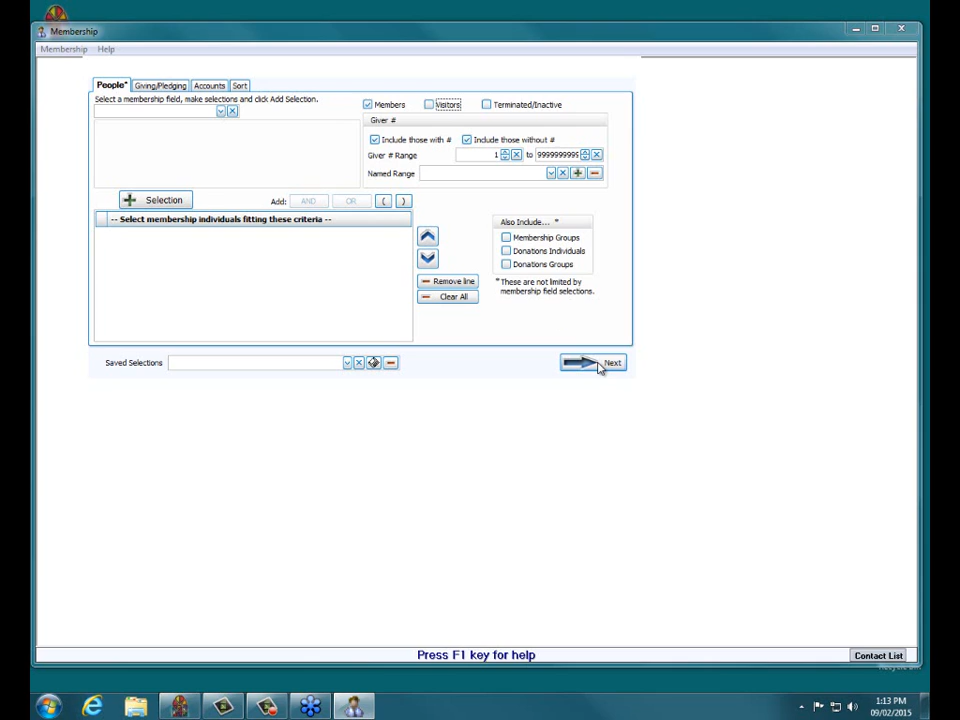 Membership
Membership Help
People* Giving/Pledging Accounts Sort
Select a membership field, make selections and click Add Selection.
Members Visitors Terminated/Inactive
Giver #
Include those with # Include those without #
Giver # Range 1 to 9999999999
Named Range
Selection Add: AND OR ( )
-- Select membership individuals fitting these criteria --
Also Include... *
Membership Groups
Donations Individuals
Donations Groups
Remove line
Clear All
*These are not limited by
membership field selections.
Saved Selections
Next
Press F1 key for help
Contact List
1:13 PM
09/02/2015